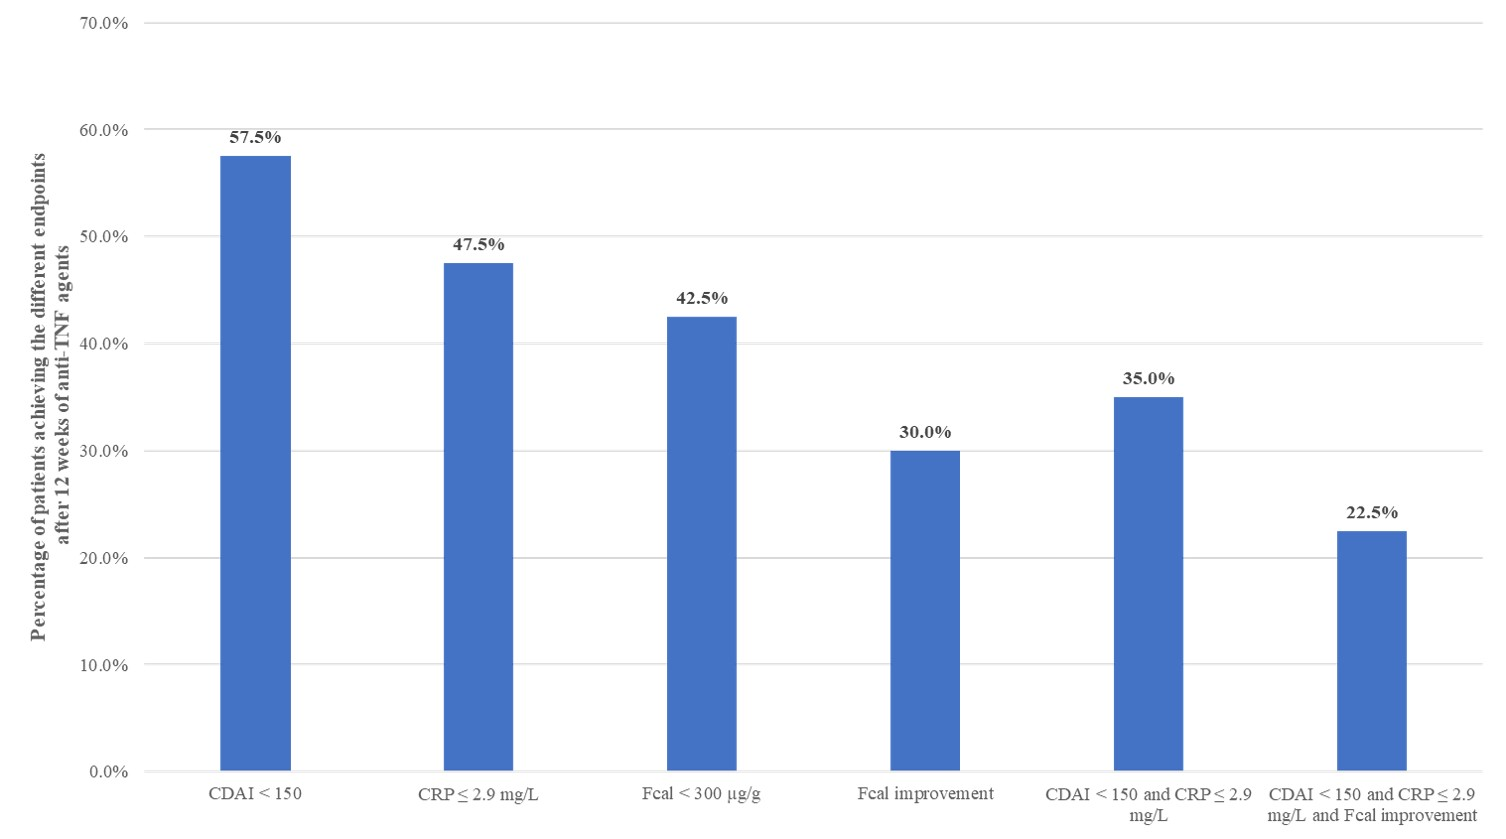 Percentage of patients achieving the different endpoints
after 12 weeks of anti-TNF agents
70.0%
60.0%
50.0%
40.0%
30.0%
20.0%
10.0%
0.0%
57.5%
47.5%
42.5%
30.0%
35.0%
22.5%
CDAI < 150
CRP ≤ 2.9 mg/L
Fcal < 300 µg/g
Fcal improvement
CDAI < 150 and CRP ≤ 2.9
mg/L
CDAI < 150 and CRP ≤ 2.9
mg/L and Fcal improvement